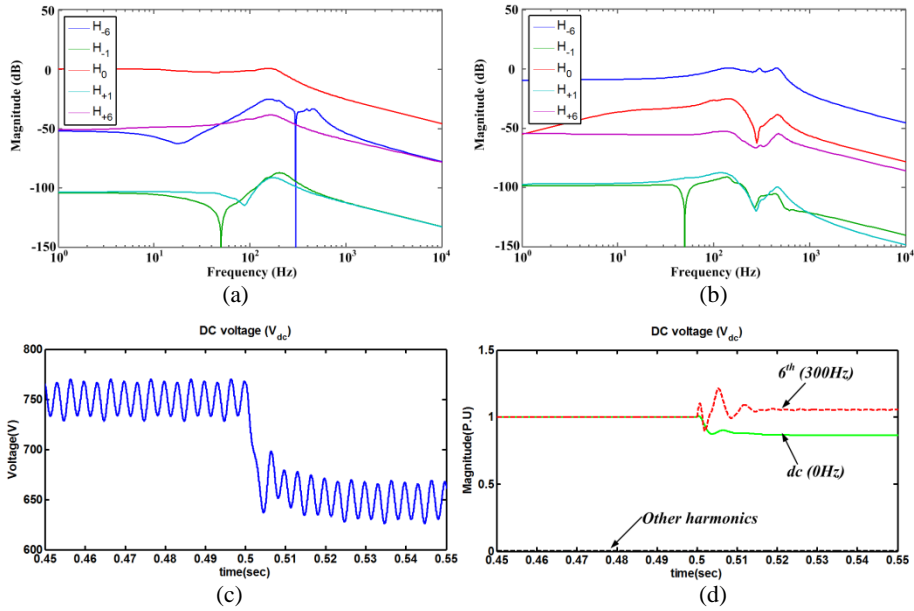 50
0
-50
-100
-150
Magnitude (dB)
H-6
H-1
H0
H+1
H+6
10^0 10^1 10^2 10^3 10^4
Frequency (Hz)
(a)
50
0
-50
-100
-150
Magnitude (dB)
H-6
H-1
H0
H+1
H+6
10^0 10^1 10^2 10^3 10^4
Frequency (Hz)
(b)
DC voltage (Vdc)
800
750
700
650
600
Voltage(V)
0.45 0.46 0.47 0.48 0.49 0.5 0.51 0.52 0.53 0.54 0.55
time(sec)
(c)
DC voltage (Vdc)
1.5
1
0.5
0
Magnitude(P.U)
6th (300Hz)
dc (0Hz)
Other harmonics
0.45 0.46 0.47 0.48 0.49 0.5 0.51 0.52 0.53 0.54 0.55
time(sec)
(d)